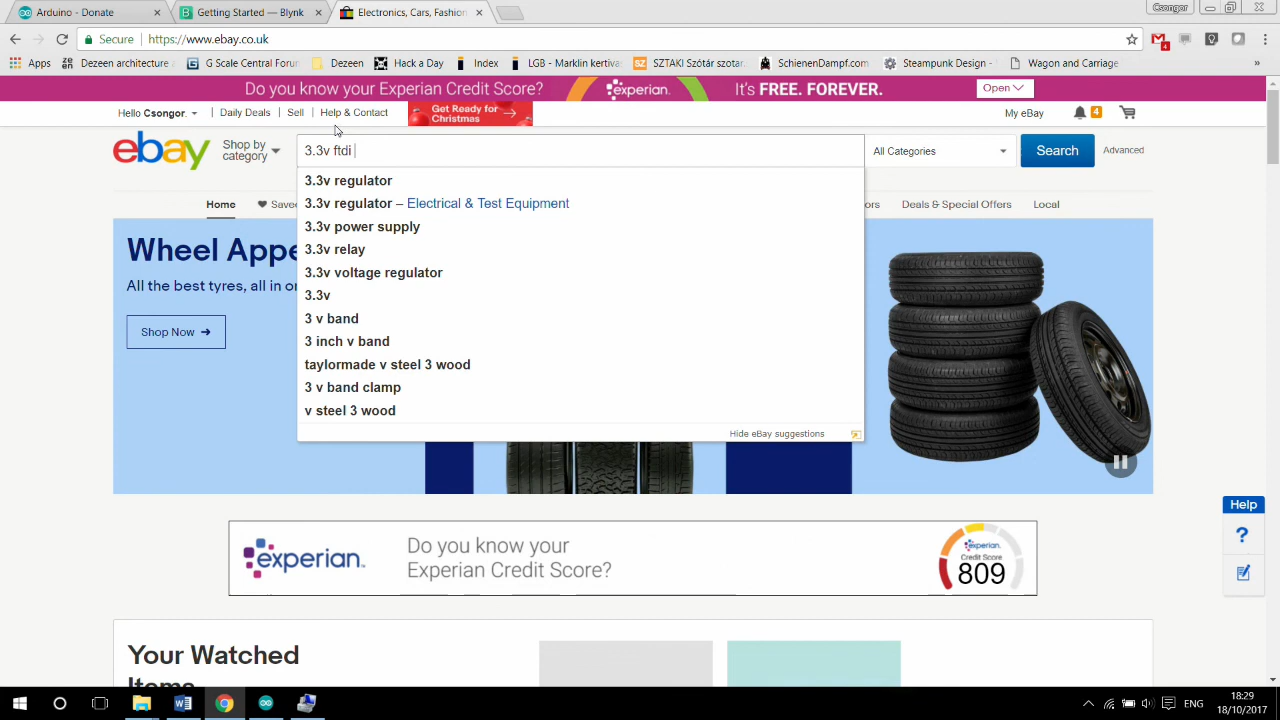 Arduino - Donate
Getting Started — Blynk
Electronics, Cars, Fashion
Csongor
Secure
https://www.ebay.co.uk
4
Apps
Dezeen architecture
G Scale Central Forum
Dezeen
Hack a Day
Index
LGB - Marklin kertva
SZ
SZTAKI Szótár
SchienenDampf.com
Steampunk Design -
Wagon and Carriage
»
Do you know your Experian Credit Score?
experian.
It's FREE. FOREVER.
Open
Hello Csongor.
Daily Deals
Sell
Help & Contact
Get Ready for
Christmas
My eBay
4
ebay
Shop by
category
3.3v ftdi
All Categories
Search
Advanced
3.3v regulator
3.3v regulator – Electrical & Test Equipment
3.3v power supply
3.3v relay
3.3v voltage regulator
3.3v
3 v band
3 inch v band
taylormade v steel 3 wood
3 v band clamp
v steel 3 wood
Hide eBay suggestions
Home
Deals & Special Offers
Local
Wheel Appe
All the best tyres, all in o
Shop Now
Help
?
experian.
Do you know your
Experian Credit Score?
experian.
Credit Score
809
Your Watched
Items
18:29
ENG
18/10/2017